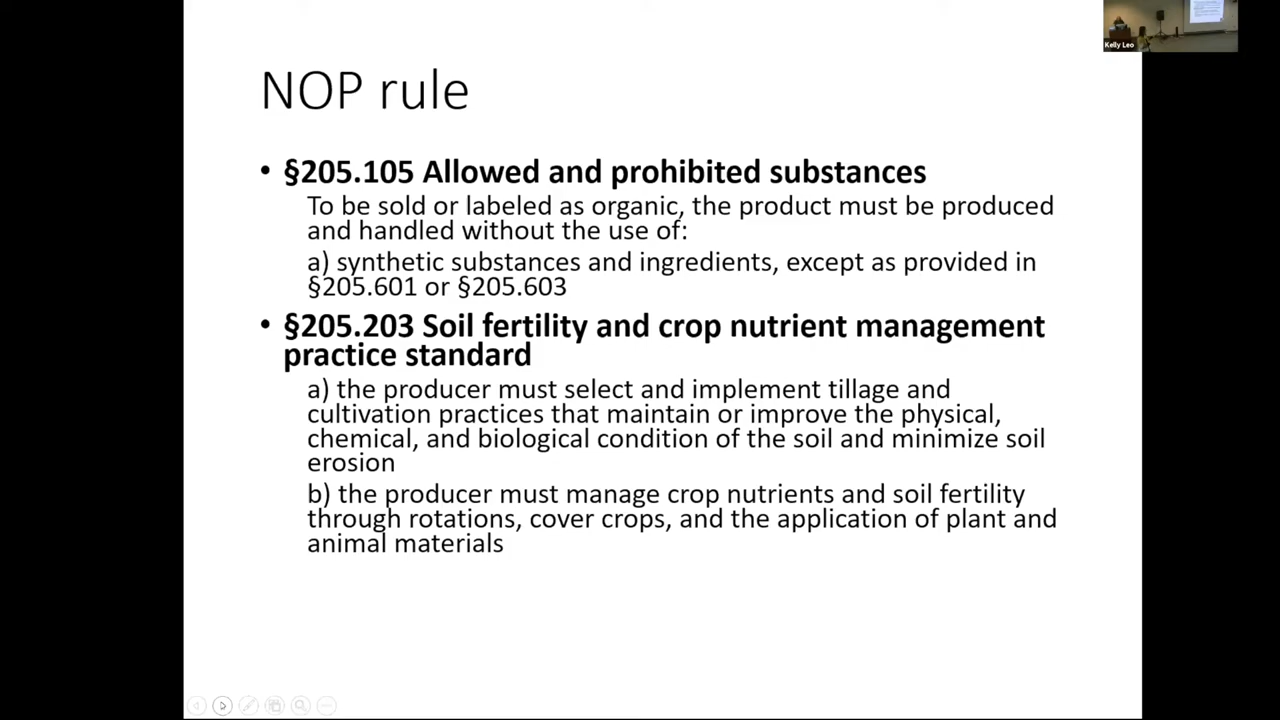 NOP rule
• §205.105 Allowed and prohibited substances
To be sold or labeled as organic, the product must be produced
and handled without the use of:
a) synthetic substances and ingredients, except as provided in
§205.601 or §205.603
• §205.203 Soil fertility and crop nutrient management
practice standard
a) the producer must select and implement tillage and
cultivation practices that maintain or improve the physical,
chemical, and biological condition of the soil and minimize soil
erosion
b) the producer must manage crop nutrients and soil fertility
through rotations, cover crops, and the application of plant and
animal materials
Kelly Leo